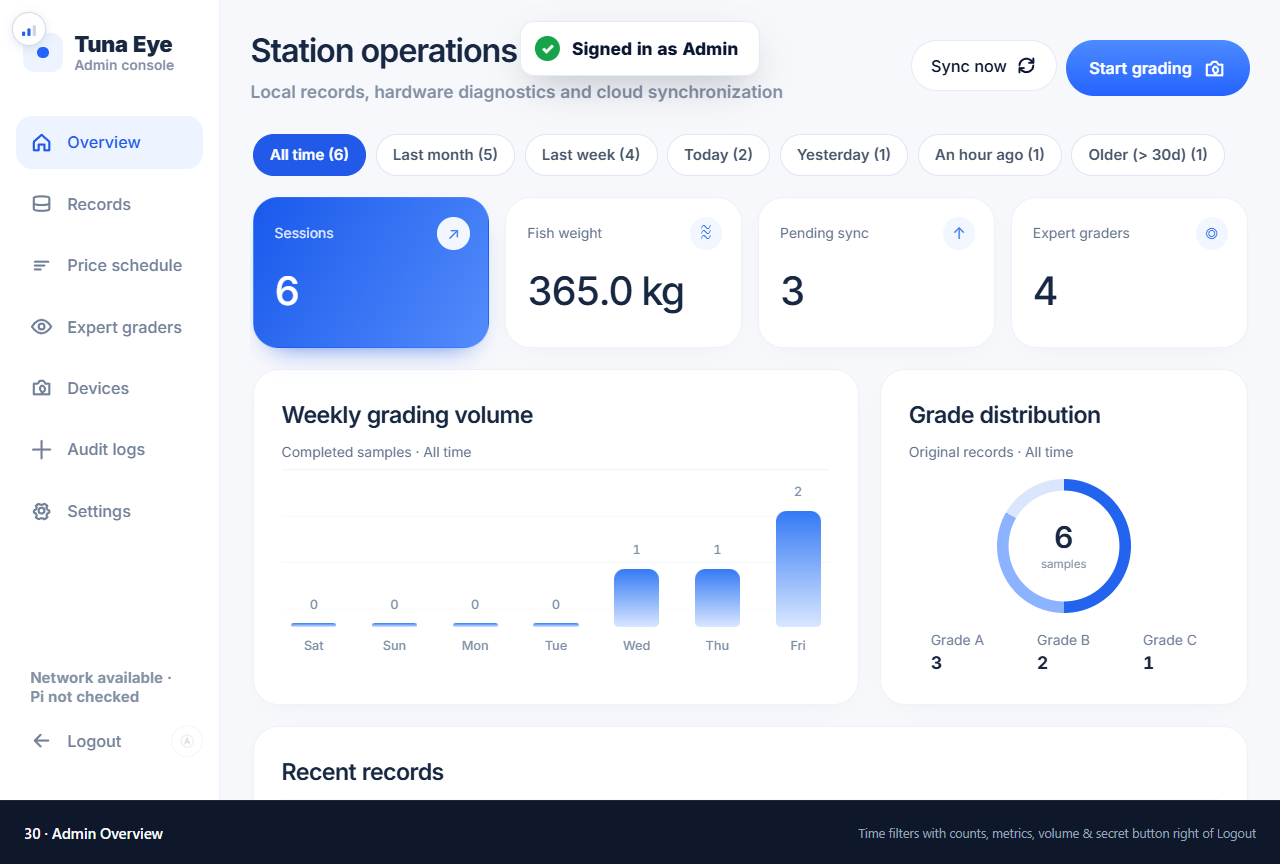 Tuna Eye
Admin console
Overview
Records
Price schedule
Expert graders
Devices
Audit logs
Settings
Network available ·
Pi not checked
Logout
A
Station operations
Signed in as Admin
Local records, hardware diagnostics and cloud synchronization
Sync now
Start grading
All time (6)
Last month (5)
Last week (4)
Today (2)
Yesterday (1)
An hour ago (1)
Older (> 30d) (1)
Sessions
6
Fish weight
365.0 kg
Pending sync
3
Expert graders
4
Weekly grading volume
Completed samples · All time
0
0
0
0
1
1
2
Sat
Sun
Mon
Tue
Wed
Thu
Fri
Grade distribution
Original records · All time
6
samples
Grade A
3
Grade B
2
Grade C
1
Recent records
30 · Admin Overview
Time filters with counts, metrics, volume & secret button right of Logout